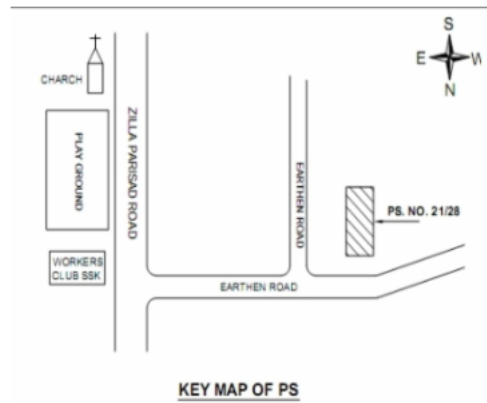 S
E W
N
CHARCH
ZILLA PARISAD ROAD
PLAY GROUND
EARTHEN ROAD
PS. NO. 21/28
WORKERS
CLUB SSK
EARTHEN ROAD
KEY MAP OF PS